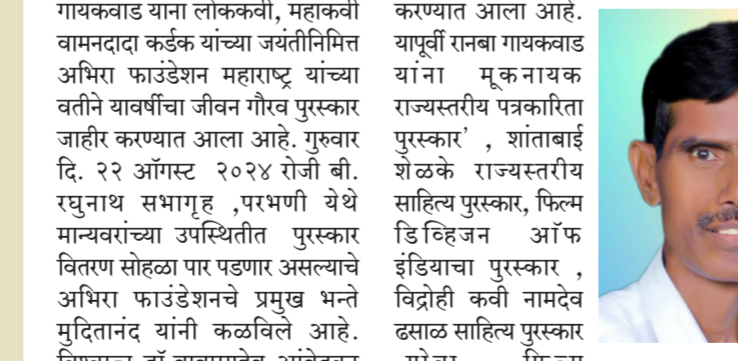 गायकवाड यांना लोककवी, महाकवी
वामनदादा कर्डक यांच्या जयंतीनिमित्त
अभिरा फाउंडेशन महाराष्ट्र यांच्या
वतीने यावर्षीचा जीवन गौरव पुरस्कार
जाहीर करण्यात आला आहे. गुरुवार
दि. २२ ऑगस्ट २०२४ रोजी बी.
रघुनाथ सभागृह ,परभणी येथे
मान्यवरांच्या उपस्थितीत पुरस्कार
वितरण सोहळा पार पडणार असल्याचे
अभिरा फाउंडेशनचे प्रमुख भन्ते
मुदितानंद यांनी कळविले आहे.
करण्यात आला आहे.
यापूर्वी रानबा गायकवाड
यांना मूकनायक
राज्यस्तरीय पत्रकारिता
पुरस्कार' , शांताबाई
शेळके राज्यस्तरीय
साहित्य पुरस्कार, फिल्म
डिव्हिजन ऑफ
इंडियाचा पुरस्कार ,
विद्रोही कवी नामदेव
ढसाळ साहित्य पुरस्कार